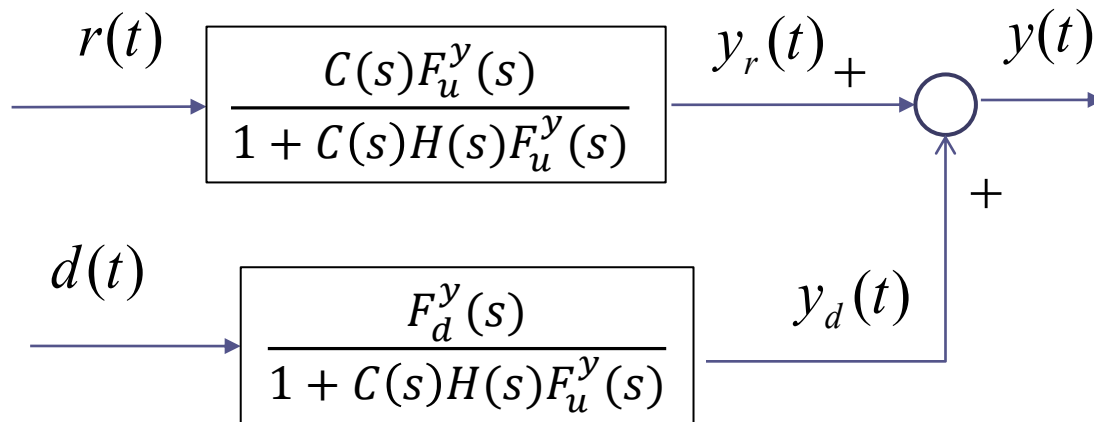 r(t)
C(s)F_u^y(s)
1 + C(s)H(s)F_u^y(s)
y_r(t)
+
y(t)
d(t)
F_d^y(s)
1 + C(s)H(s)F_u^y(s)
y_d(t)
+